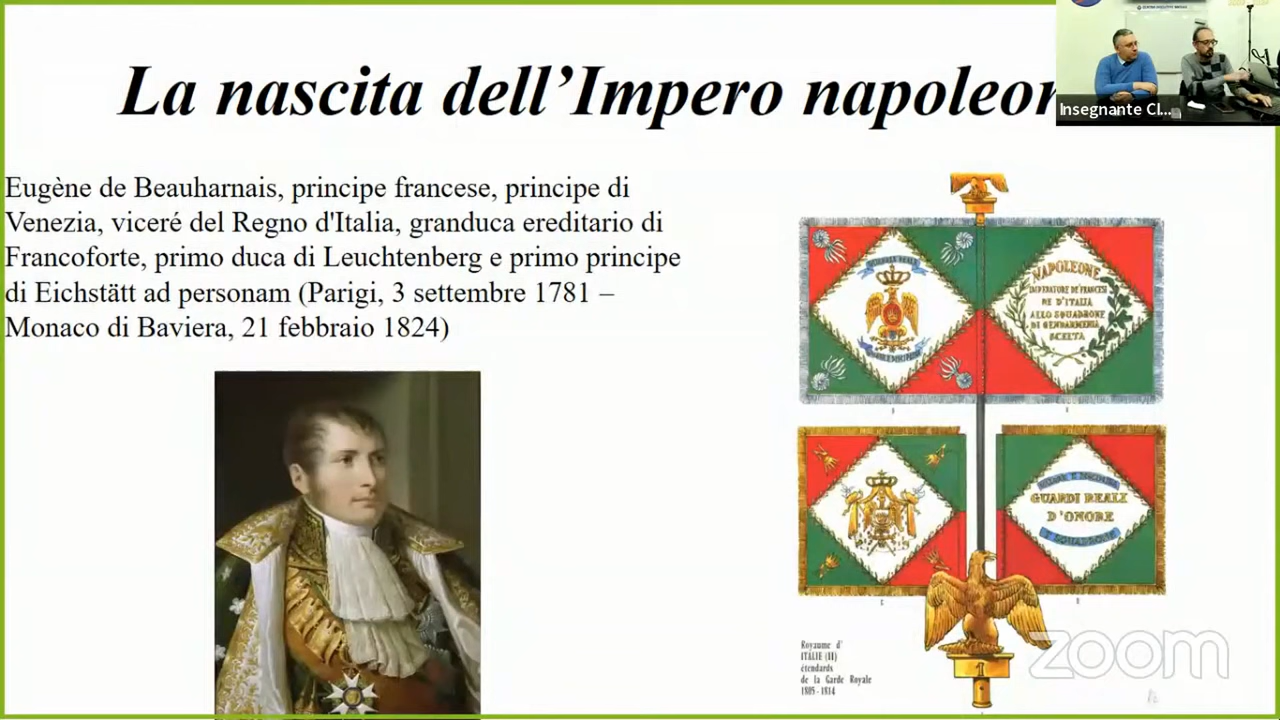 La nascita dell'Impero napoleon
Insegnante Cl...
Eugène de Beauharnais, principe francese, principe di
Venezia, viceré del Regno d'Italia, granduca ereditario di
Francoforte, primo duca di Leuchtenberg e primo principe
di Eichstätt ad personam (Parigi, 3 settembre 1781 –
Monaco di Baviera, 21 febbraio 1824)
NAPOLEONE
IMPERATORE DE' FRANCESI
RE D'ITALIA
ALLO SQUADRONE
DI GENDARMERIA
SCELTA
GUARDI REALI
D'ONORE
Royaume d'
ITALIE (II)
étendards
de la Garde Royale
1805 - 1814
1
zoom